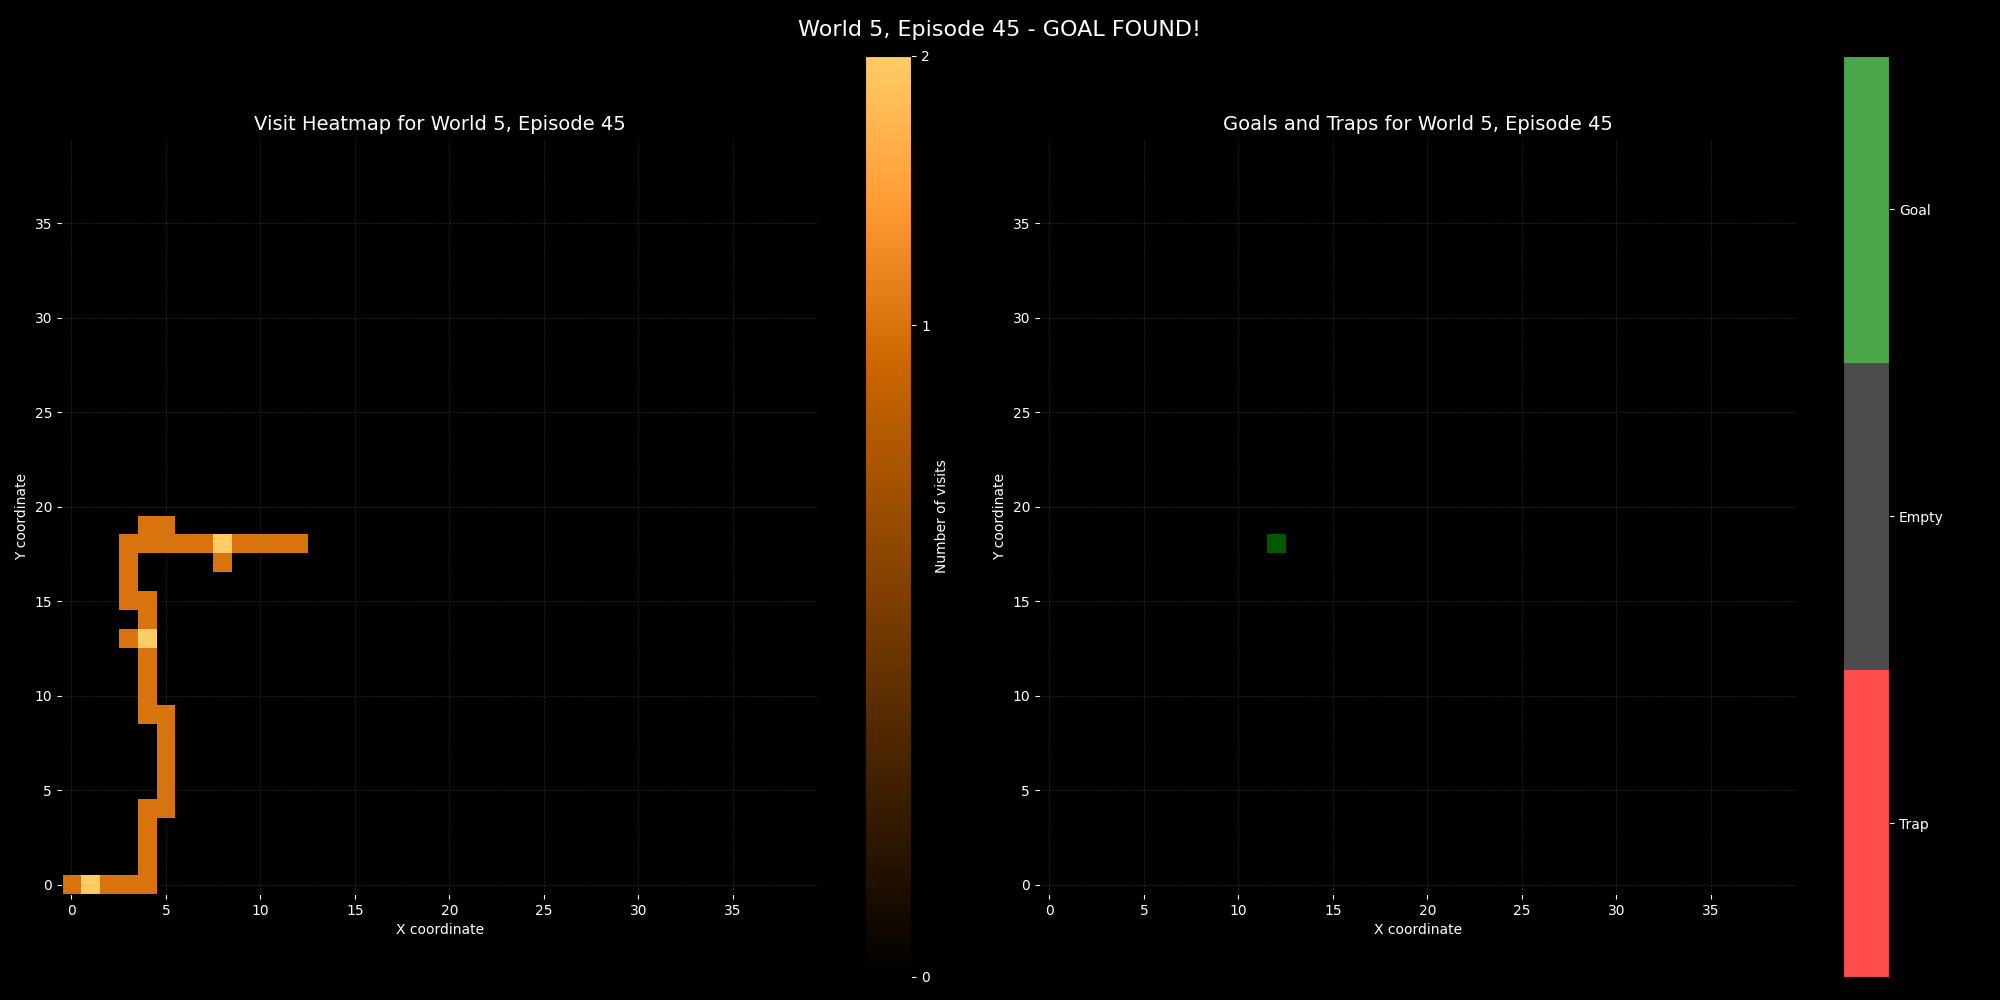 World 5, Episode 45 - GOAL FOUND!
Visit Heatmap for World 5, Episode 45
35
30
25
20
15
10
5
0
0 5 10 15 20 25 30 35
X coordinate
Y coordinate
2
1
0
Number of visits
Goals and Traps for World 5, Episode 45
35
30
25
20
15
10
5
0
0 5 10 15 20 25 30 35
X coordinate
Y coordinate
Goal
Empty
Trap